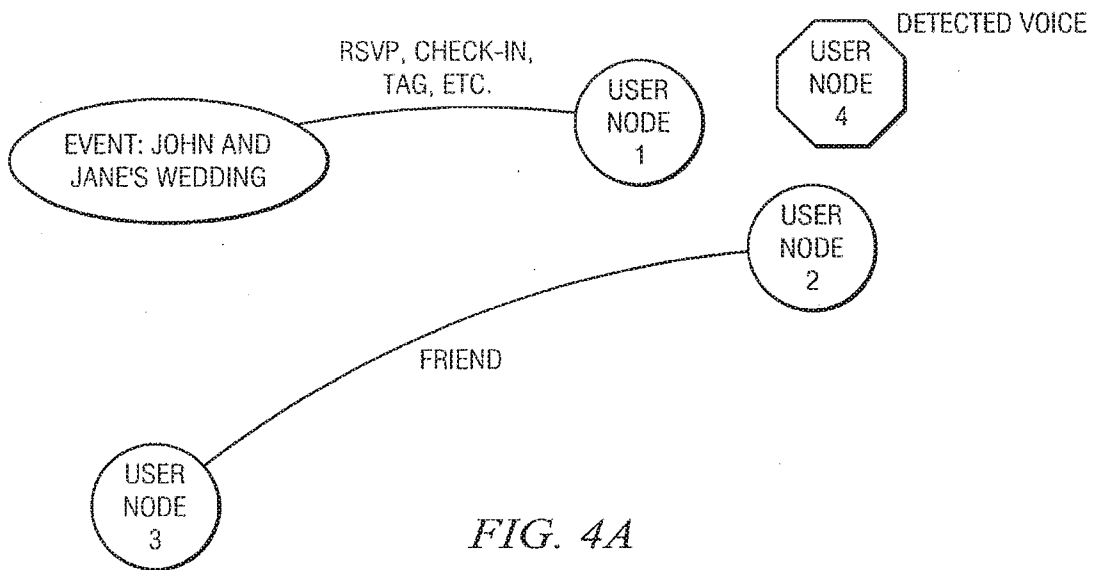 DETECTED VOICE
RSVP, CHECK-IN,
TAG, ETC.
USER
NODE
1
USER
NODE
4
EVENT: JOHN AND
JANE'S WEDDING
USER
NODE
2
FRIEND
USER
NODE
3
FIG. 4A